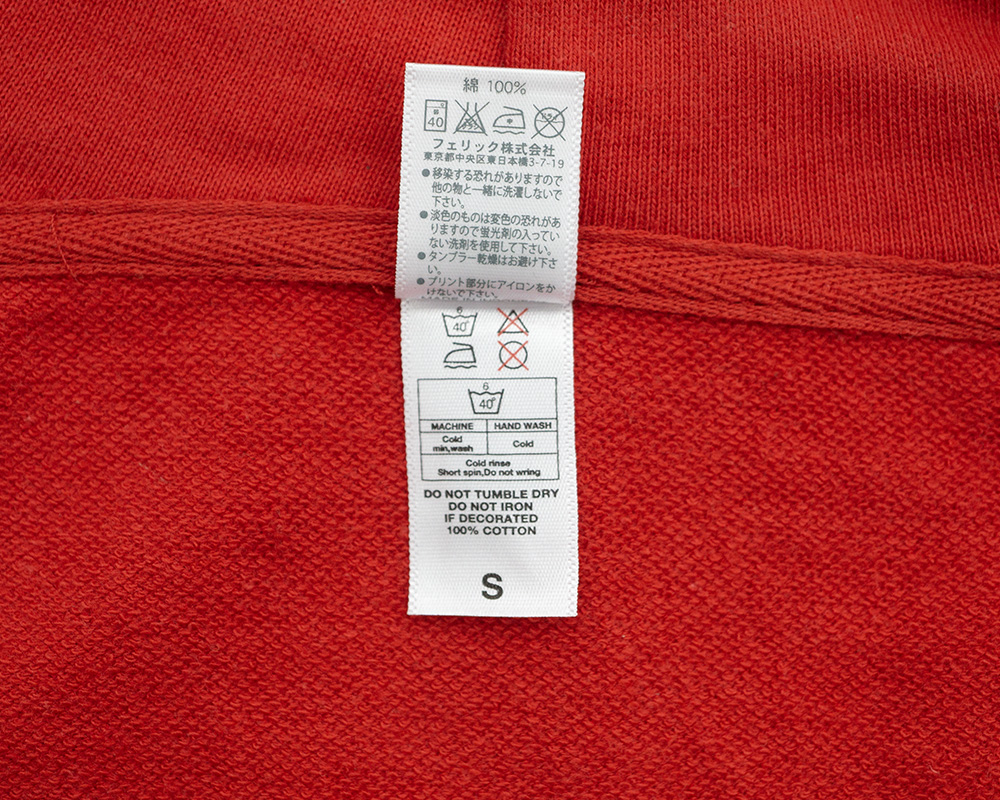 綿 100%
40
フェリック株式会社
東京都中央区東日本橋3-7-19
●移染する恐れがありますので
他の物と一緒に洗濯しないで
下さい。
●淡色のものは変色の恐れがあ
りますので蛍光剤の入ってい
ない洗剤を使用して下さい。
●タンブラー乾燥はお避け下さ
い。
●プリント部分にアイロンをか
けないで下さい。
6
40°
6
40°
MACHINE HAND WASH
Cold
min,wash
Cold
Cold rinse
Short spin,Do not wring
DO NOT TUMBLE DRY
DO NOT IRON
IF DECORATED
100% COTTON
S